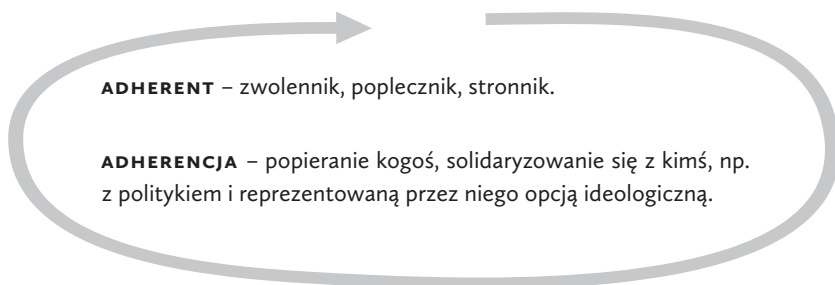 ADHERENT – zwolennik, poplecznik, stronnik.
ADHERENCJA – popieranie kogoś, solidaryzowanie się z kimś, np.
z politykiem i reprezentowaną przez niego opcją ideologiczną.